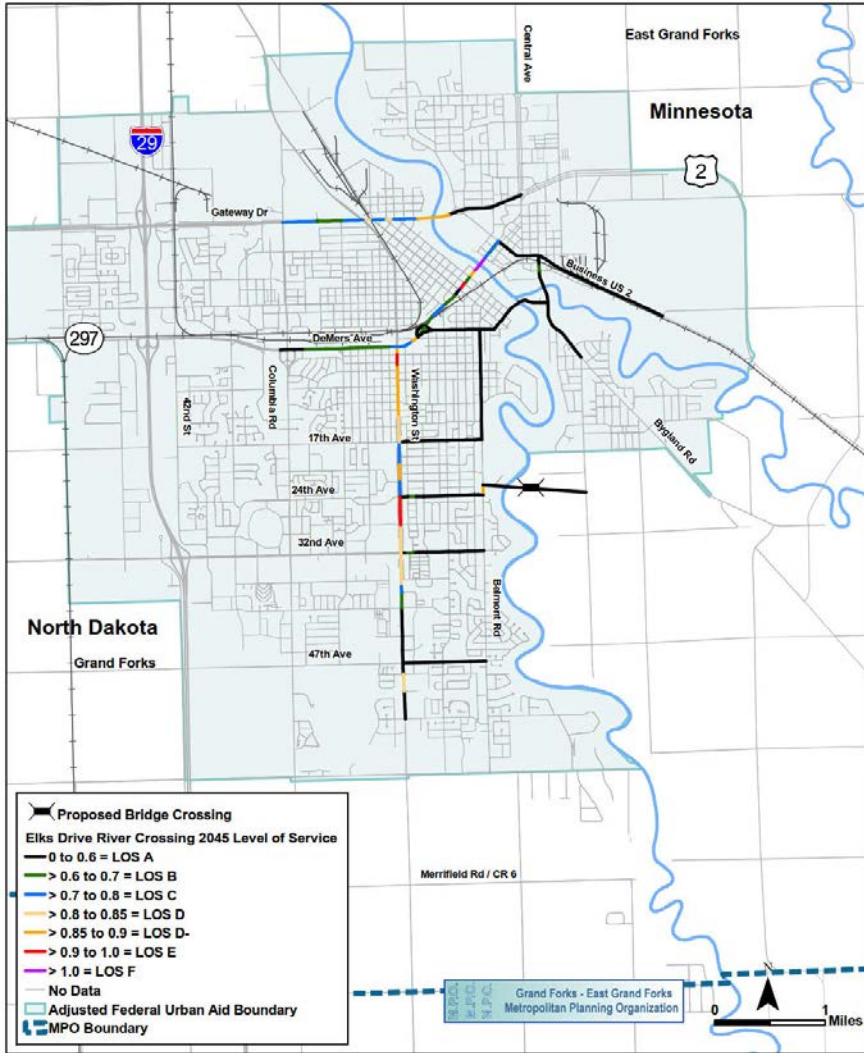 East Grand Forks
Central Ave
Minnesota
29
2
Gateway Dr
Business US 2
297
DeMers Ave
Columbia Rd
Washington St
42nd St
17th Ave
Bygland Rd
24th Ave
32nd Ave
Belmont Rd
North Dakota
Grand Forks
47th Ave
Proposed Bridge Crossing
Elks Drive River Crossing 2045 Level of Service
0 to 0.6 = LOS A
> 0.6 to 0.7 = LOS B
> 0.7 to 0.8 = LOS C
> 0.8 to 0.85 = LOS D
> 0.85 to 0.9 = LOS D-
> 0.9 to 1.0 = LOS E
> 1.0 = LOS F
No Data
Adjusted Federal Urban Aid Boundary
MPO Boundary
Merrifield Rd / CR 6
N
M.P.O.
M.P.O.
M.P.O.
Grand Forks - East Grand Forks
Metropolitan Planning Organization
0 1
Miles